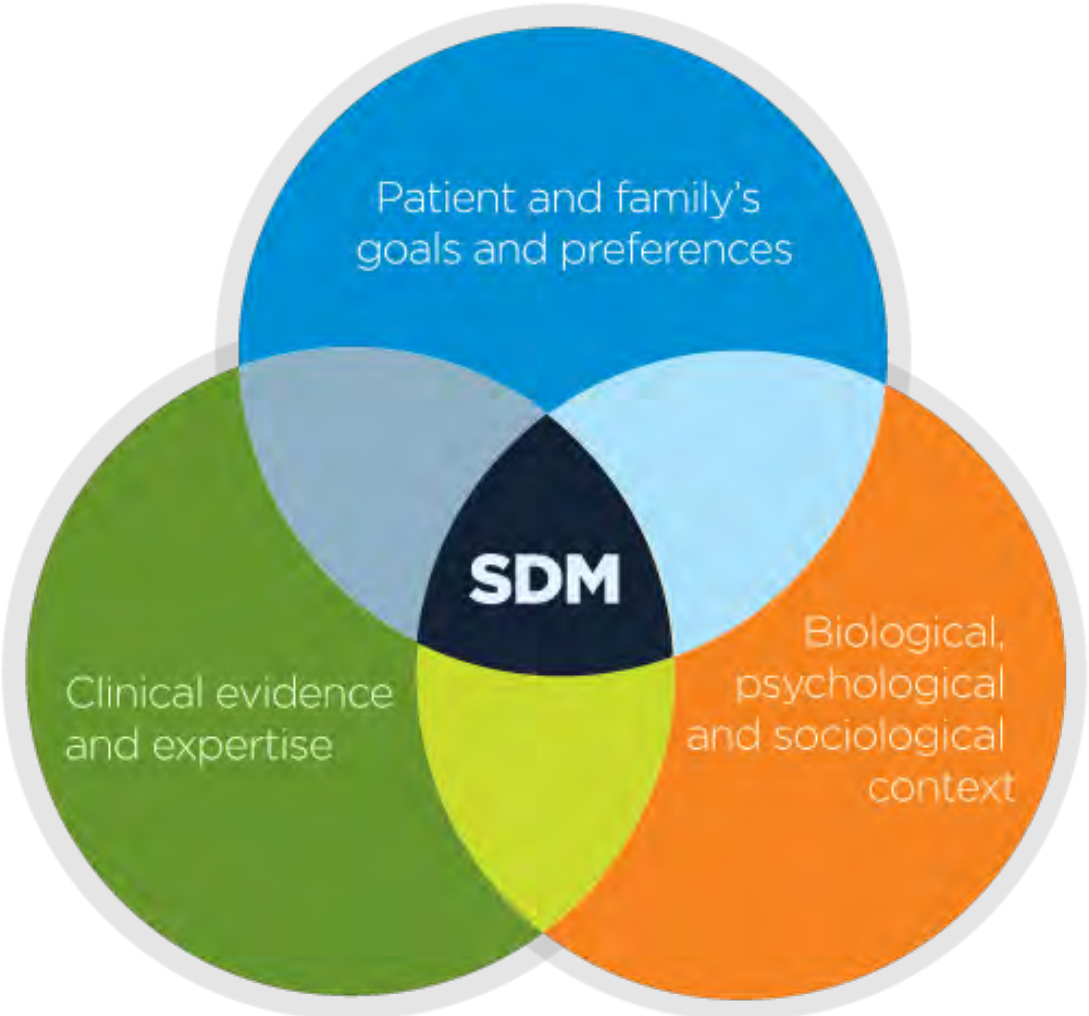 Patient and family's
goals and preferences
SDM
Clinical evidence
and expertise
Biological,
psychological
and sociological
context